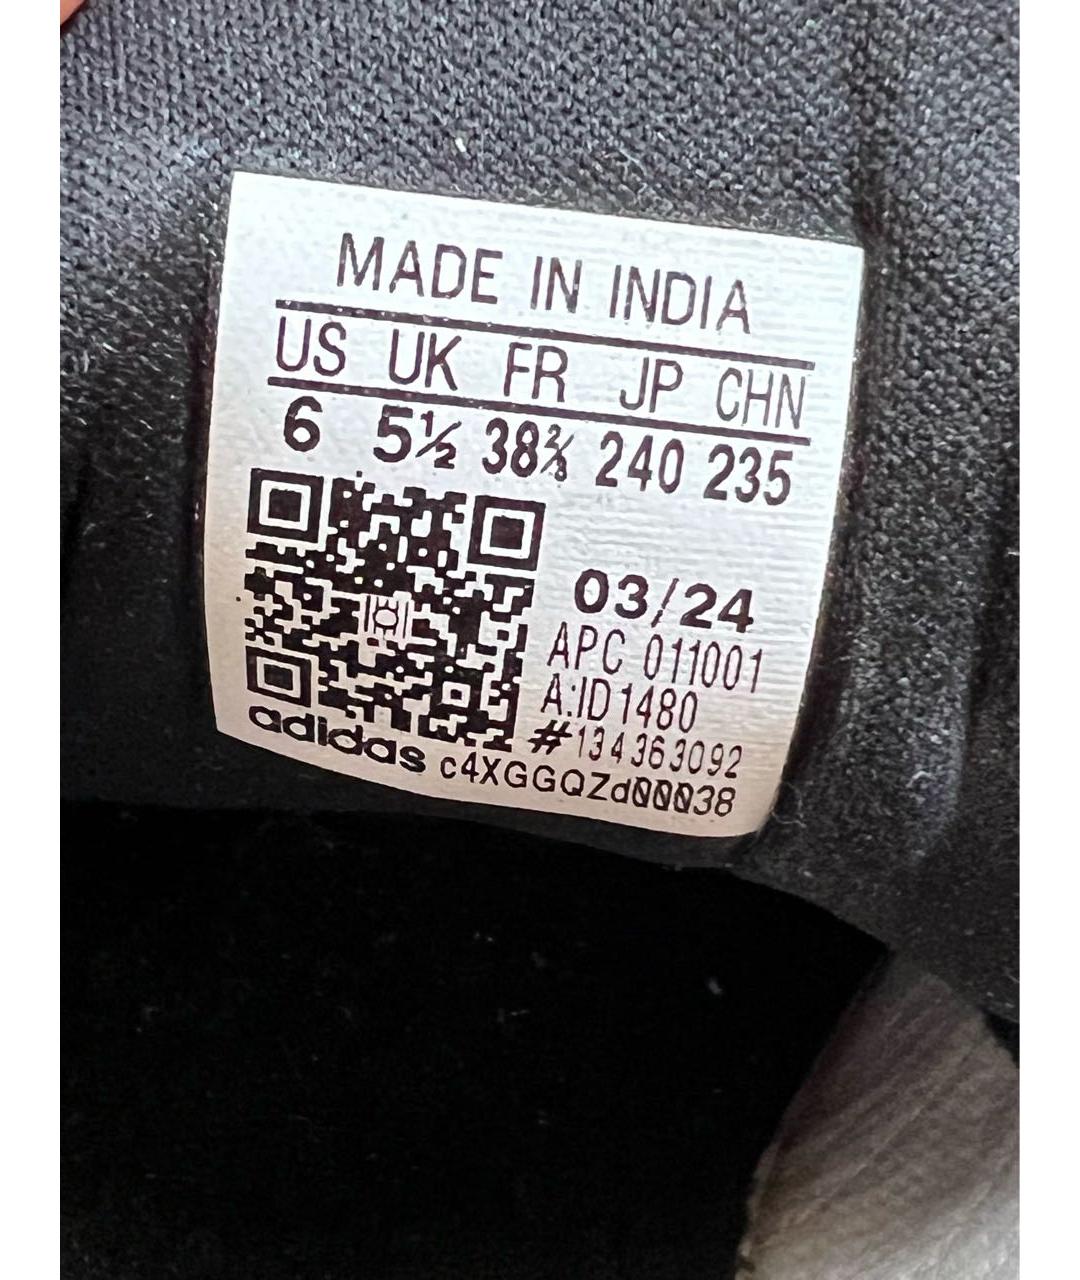 MADE IN INDIA
US UK FR JP CHN
6 5½ 38⅔ 240 235
03/24
APC 011001
A:ID1480
#134363092
adidas c4XGGQZd00038